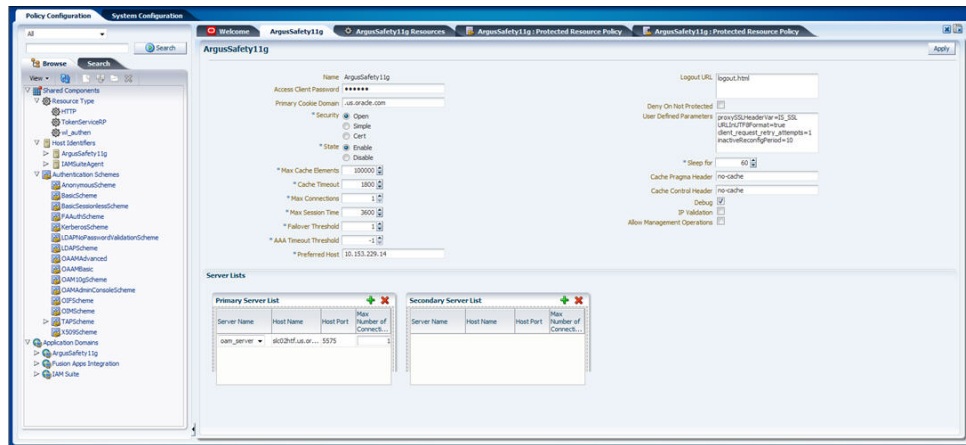 Policy Configuration
System Configuration
All
Search
Browse
Search
View
Shared Components
Resource Type
HTTP
TokenServiceRP
wl_authen
Host Identifiers
ArgusSafety11g
IAMSuiteAgent
Authentication Schemes
AnonymousScheme
BasicScheme
BasicSessionlessScheme
FAAuthScheme
KerberosScheme
LDAPNoPasswordValidationScheme
LDAPScheme
OAAMAdvanced
OAAMBasic
OAM10gScheme
OAMAdminConsoleScheme
OIFScheme
OIMScheme
TAPScheme
X509Scheme
Application Domains
ArgusSafety11g
Fusion Apps Integration
IAM Suite
Welcome
ArgusSafety11g
ArgusSafety11g Resources
ArgusSafety11g : Protected Resource Policy
ArgusSafety11g : Protected Resource Policy
ArgusSafety11g
Apply
Name ArgusSafety11g
Access Client Password ••••••
Primary Cookie Domain .us.oracle.com
* Security Open
Simple
Cert
* State Enable
Disable
* Max Cache Elements 100000
* Cache Timeout 1800
* Max Connections 1
* Max Session Time 3600
* Failover Threshold 1
* AAA Timeout Threshold -1
* Preferred Host 10.153.229.14
Logout URL logout.html
Deny On Not Protected
User Defined Parameters proxySSLHeaderVar=IS_SSL
URLInUTF8Format=true
client_request_retry_attempts=1
inactiveReconfigPeriod=10
* Sleep for 60
Cache Pragma Header no-cache
Cache Control Header no-cache
Debug
IP Validation
Allow Management Operations
Server Lists
Primary Server List
Server Name Host Name Host Port Max Number of Connecti...
oam_server slc02htf.us.or... 5575 1
Secondary Server List
Server Name Host Name Host Port Max Number of Connecti...